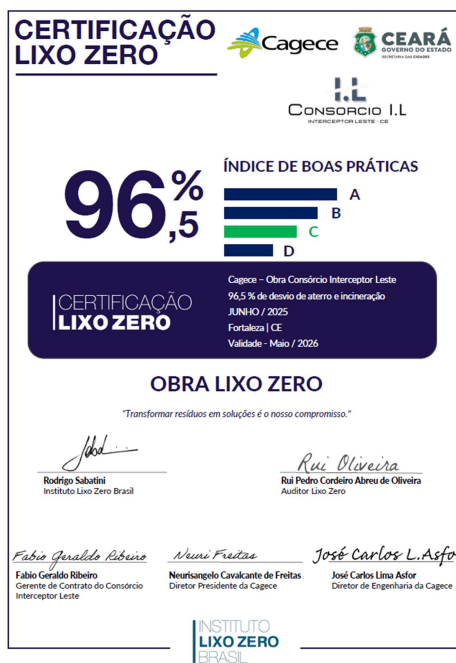 CERTIFICAÇÃO
LIXO ZERO
Cagece
CEARÁ
GOVERNO DO ESTADO
SECRETARIA DAS CIDADES
I.L
CONSORCIO I.L
INTERCEPTOR LESTE - CE
96,5%
ÍNDICE DE BOAS PRÁTICAS
A
B
C
D
CERTIFICAÇÃO
LIXO ZERO
Cagece – Obra Consórcio Interceptor Leste
96,5 % de desvio de aterro e incineração
JUNHO / 2025
Fortaleza | CE
Validade - Maio / 2026
OBRA LIXO ZERO
"Transformar resíduos em soluções é o nosso compromisso."
Rodrigo Sabatini
Instituto Lixo Zero Brasil
Rui Oliveira
Rui Pedro Cordeiro Abreu de Oliveira
Auditor Lixo Zero
Fabio Geraldo Ribeiro
Fabio Geraldo Ribeiro
Gerente de Contrato do Consórcio
Interceptor Leste
Neuri Freitas
Neurisangelo Cavalcante de Freitas
Diretor Presidente da Cagece
José Carlos L. Asfo
José Carlos Lima Asfor
Diretor de Engenharia da Cagece
INSTITUTO
LIXO ZERO
BRASIL